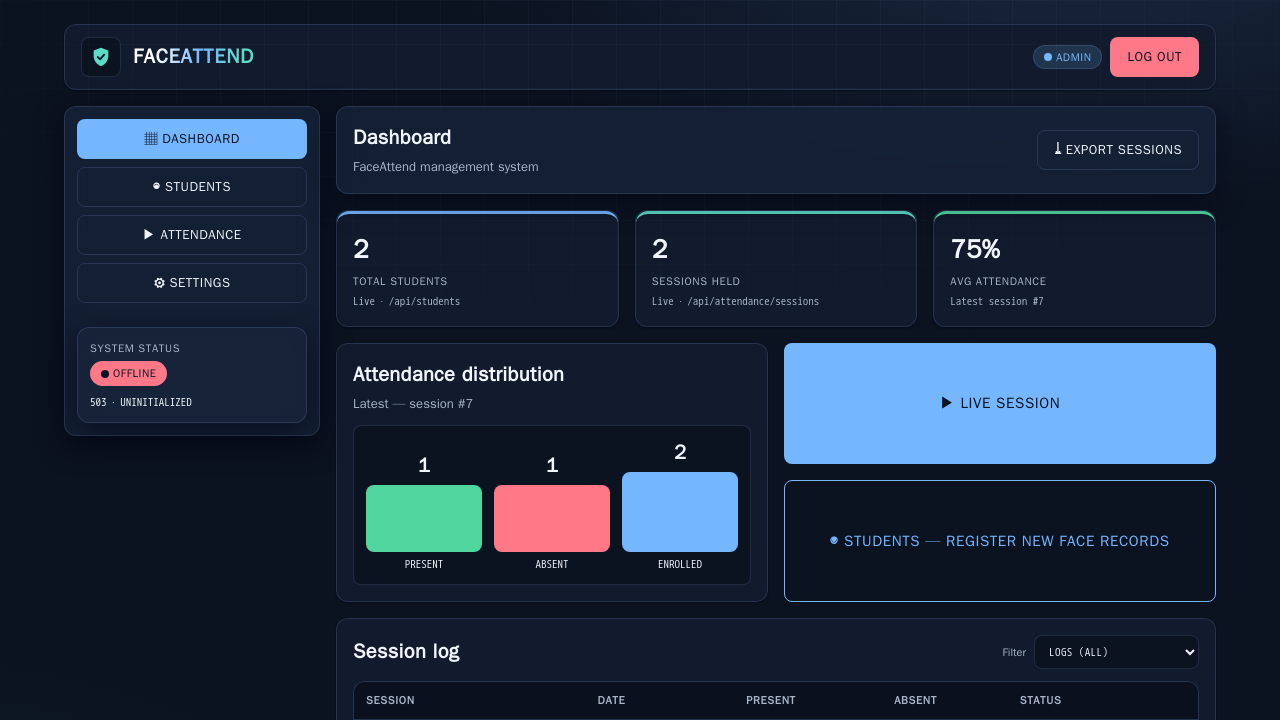 FACEATTEND
ADMIN
LOG OUT
DASHBOARD
STUDENTS
ATTENDANCE
SETTINGS
SYSTEM STATUS
OFFLINE
503 · UNINITIALIZED
Dashboard
FaceAttend management system
EXPORT SESSIONS
2
TOTAL STUDENTS
Live · /api/students
2
SESSIONS HELD
Live · /api/attendance/sessions
75%
AVG ATTENDANCE
Latest session #7
Attendance distribution
Latest — session #7
1
PRESENT
1
ABSENT
2
ENROLLED
LIVE SESSION
STUDENTS — REGISTER NEW FACE RECORDS
Session log
Filter
LOGS (ALL)
SESSION DATE PRESENT ABSENT STATUS